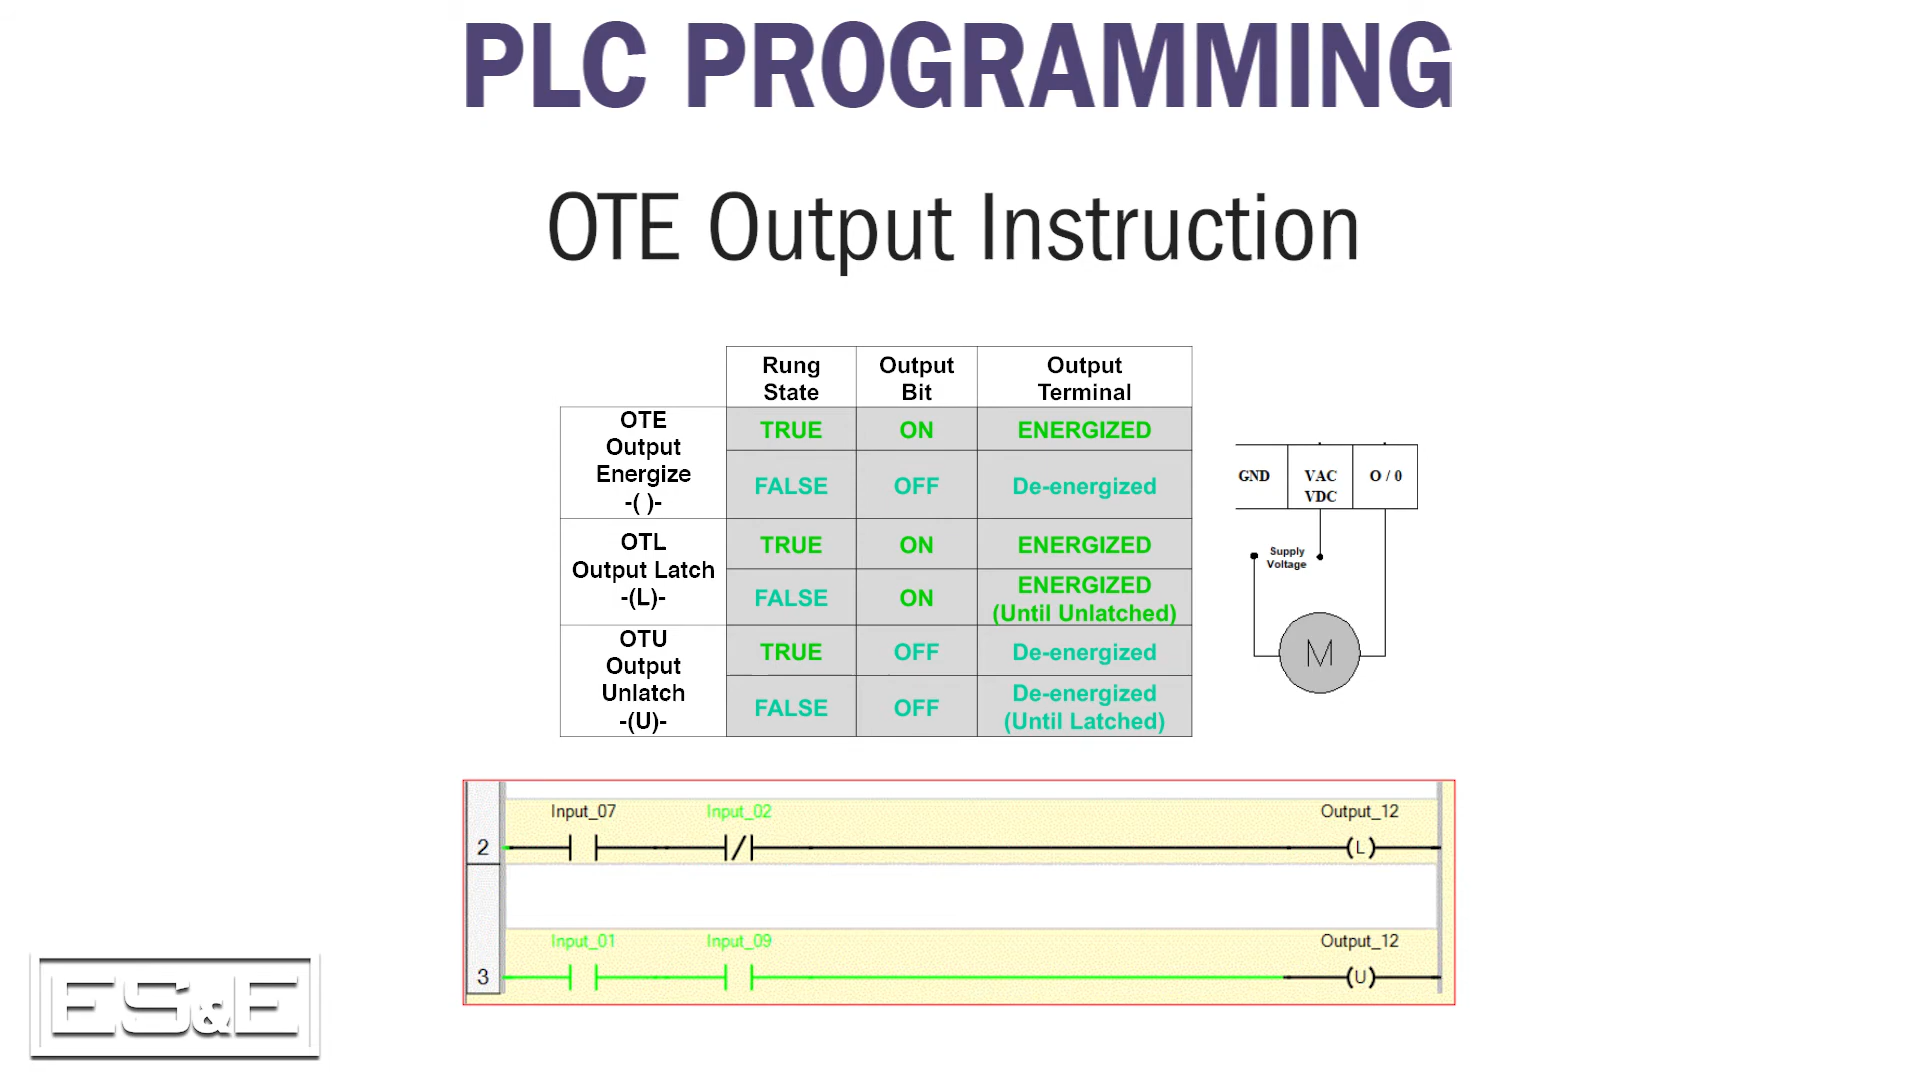 PLC PROGRAMMING
OTE Output Instruction
Rung State
Output Bit
Output Terminal
OTE
Output
Energize
-( )-
TRUE ON ENERGIZED
FALSE OFF De-energized
OTL
Output Latch
-(L)-
TRUE ON ENERGIZED
FALSE ON ENERGIZED
(Until Unlatched)
OTU
Output
Unlatch
-(U)-
TRUE OFF De-energized
FALSE OFF De-energized
(Until Latched)
GND VAC O / 0
VDC
Supply
Voltage
M
Input_07 Input_02 Output_12
2 L
Input_01 Input_09 Output_12
3 U
ES&E